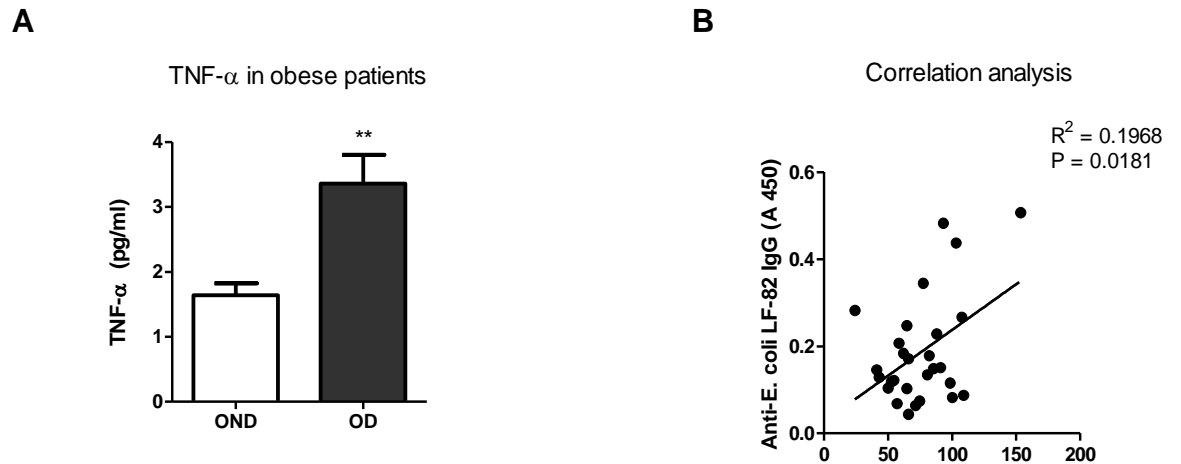 A
TNF-α in obese patients
**
TNF-α (pg/ml)
4
3
2
1
0
OND OD
B
Correlation analysis
R² = 0.1968
P = 0.0181
Anti-E. coli LF-82 IgG (A 450)
0.6
0.4
0.2
0.0
0 50 100 150 200